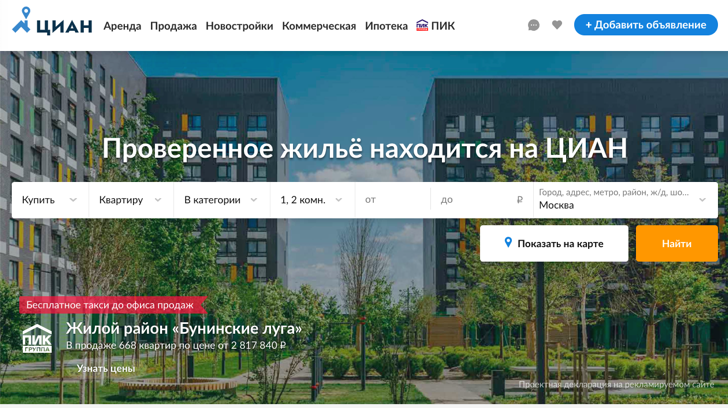 ЦИАН
Аренда Продажа Новостройки Коммерческая Ипотека ПИК
+ Добавить объявление
Проверенное жильё находится на ЦИАН
Купить Квартиру В категории 1, 2 комн. от до ₽
Город, адрес, метро, район, ж/д, шо...
Москва
Показать на карте Найти
Бесплатное такси до офиса продаж
ПИК
ГРУППА
Жилой район «Бунинские луга»
В продаже 668 квартир по цене от 2 817 840 ₽
Узнать цены
Проектная декларация на рекламируемом сайте